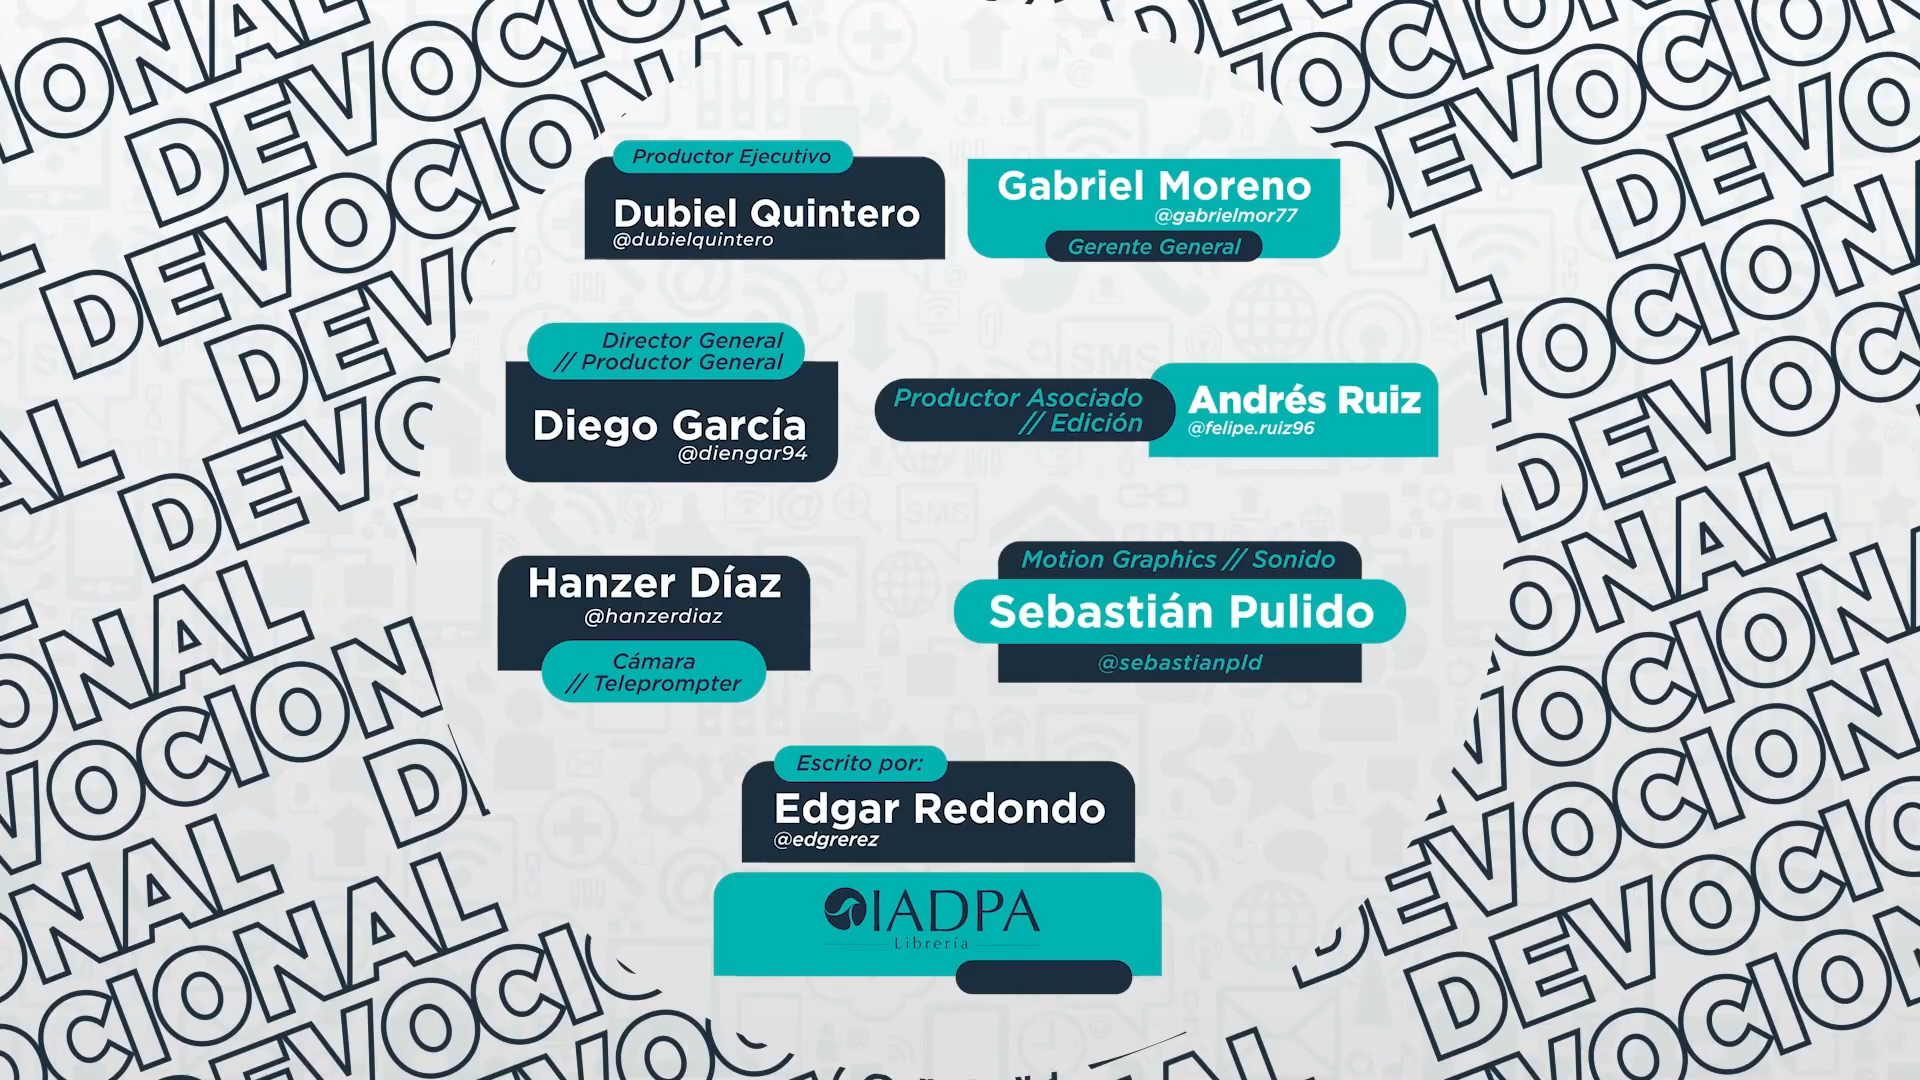 Productor Ejecutivo
Dubiel Quintero
@dubielquintero
Gabriel Moreno
@gabrielmor77
Gerente General
Director General
// Productor General
Diego García
@diengar94
Productor Asociado
// Edición
Andrés Ruiz
@felipe.ruiz96
Hanzer Díaz
@hanzerdiaz
Cámara
// Teleprompter
Motion Graphics // Sonido
Sebastián Pulido
@sebastianpld
Escrito por:
Edgar Redondo
@edgrerez
IADPA
Librería
DEVOCIONAL
SMS
SMS